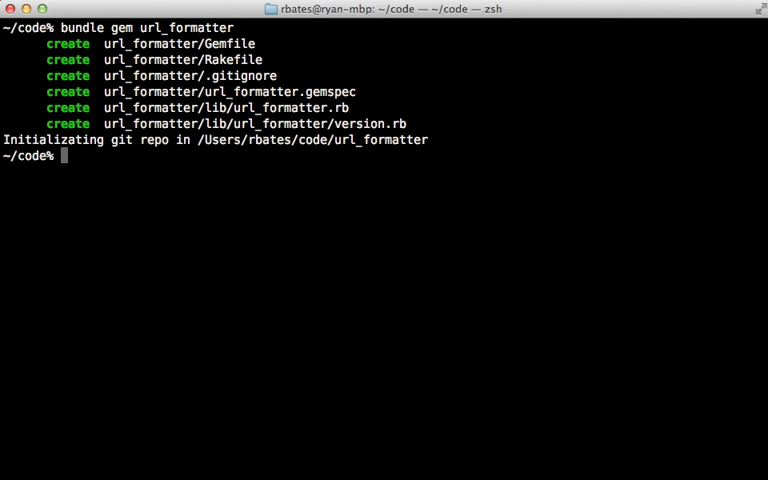 rbates@ryan-mbp: ~/code — ~/code — zsh
~/code% bundle gem url_formatter
create url_formatter/Gemfile
create url_formatter/Rakefile
create url_formatter/.gitignore
create url_formatter/url_formatter.gemspec
create url_formatter/lib/url_formatter.rb
create url_formatter/lib/url_formatter/version.rb
Initializating git repo in /Users/rbates/code/url_formatter
~/code%